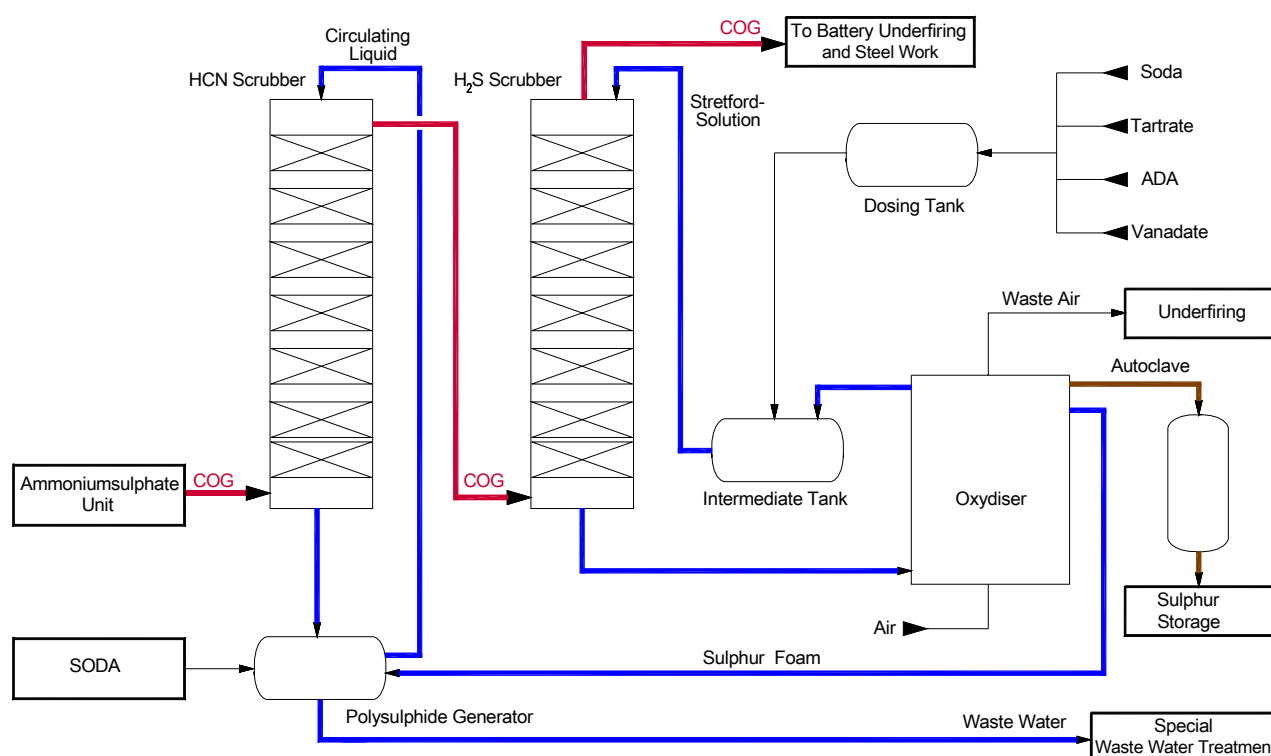 COG
To Battery Underfiring
and Steel Work
Circulating
Liquid
HCN Scrubber
H2S Scrubber
Stretford-
Solution
Soda
Tartrate
ADA
Vanadate
Dosing Tank
Waste Air
Underfiring
Autoclave
Ammoniumsulphate
Unit
COG
COG
Intermediate Tank
Oxydiser
Sulphur
Storage
Air
SODA
Sulphur Foam
Polysulphide Generator
Waste Water
Special
Waste Water Treatmen